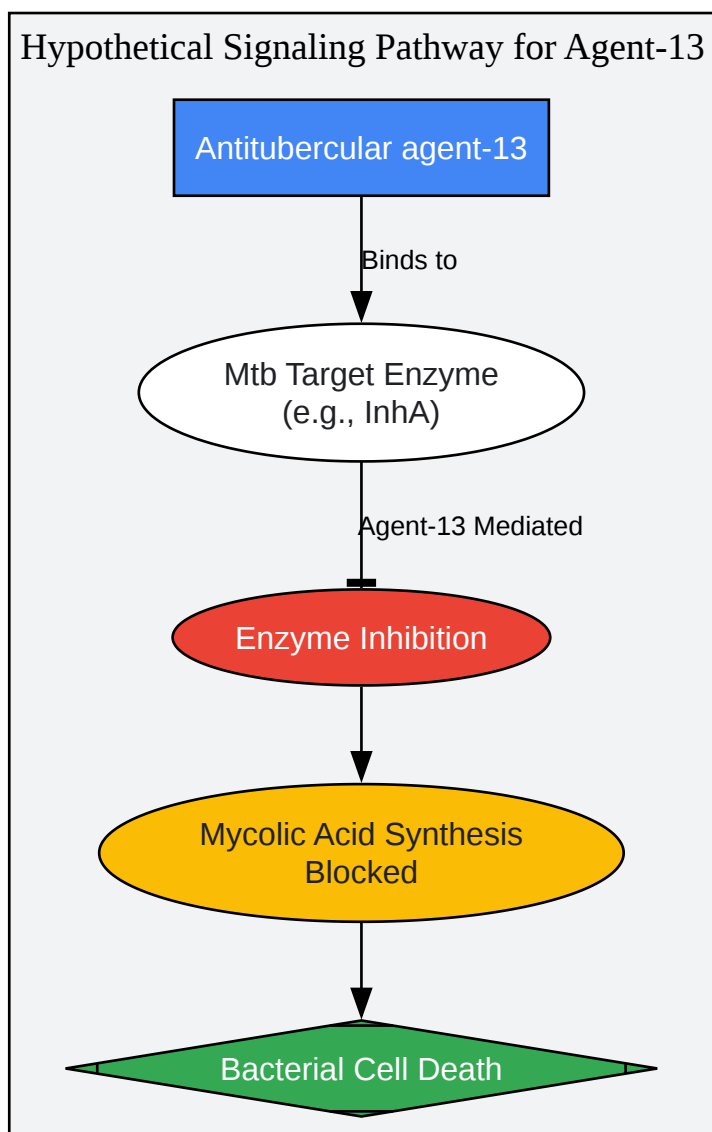 Hypothetical Signaling Pathway for Agent-13
Antitubercular agent-13
Binds to
Mtb Target Enzyme
(e.g., InhA)
Agent-13 Mediated
Enzyme Inhibition
Mycolic Acid Synthesis
Blocked
Bacterial Cell Death